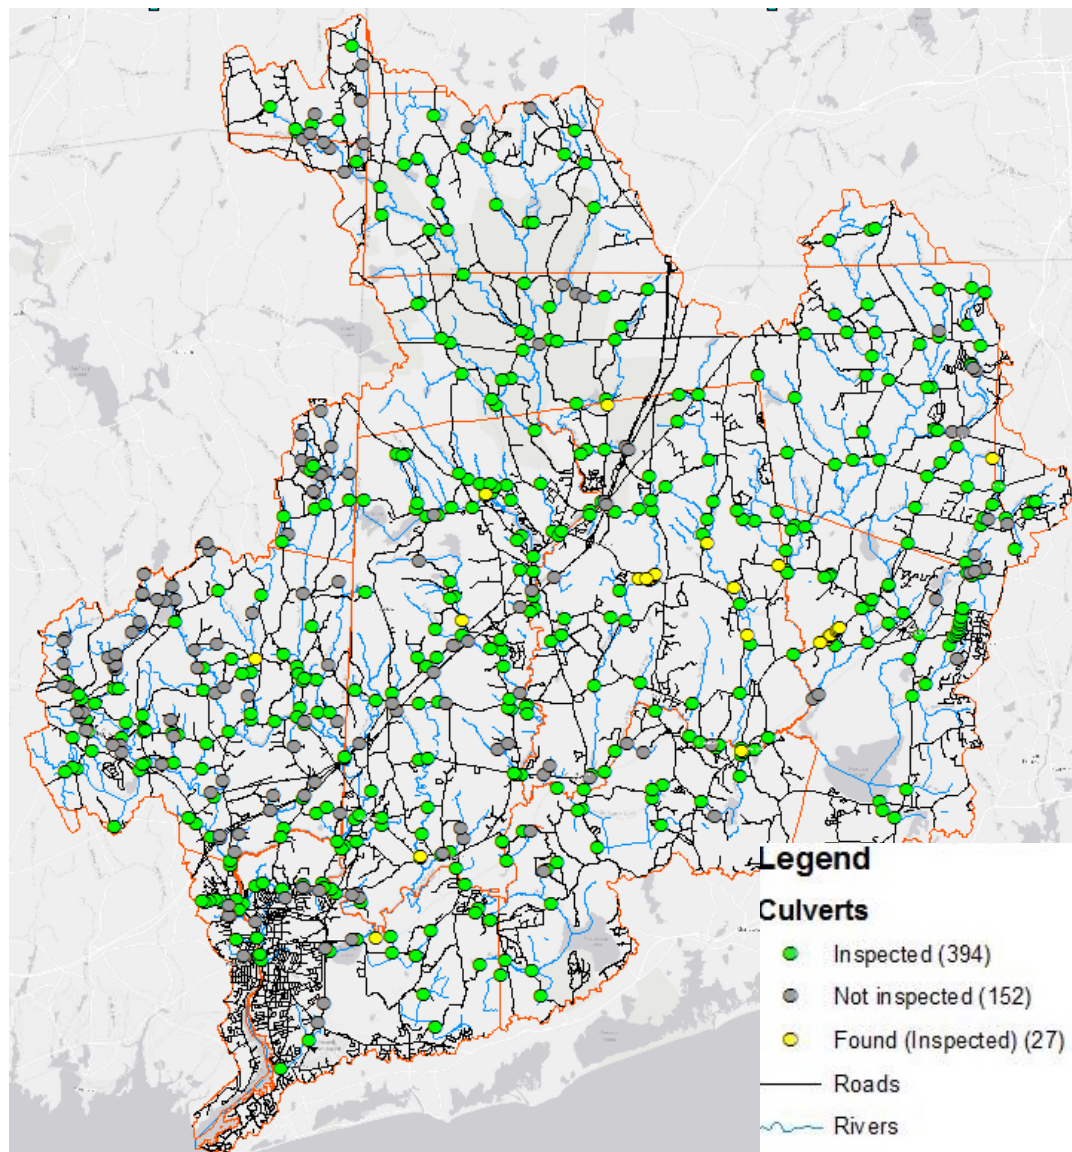 Legend
Culverts
Inspected (394)
Not inspected (152)
Found (Inspected) (27)
Roads
Rivers